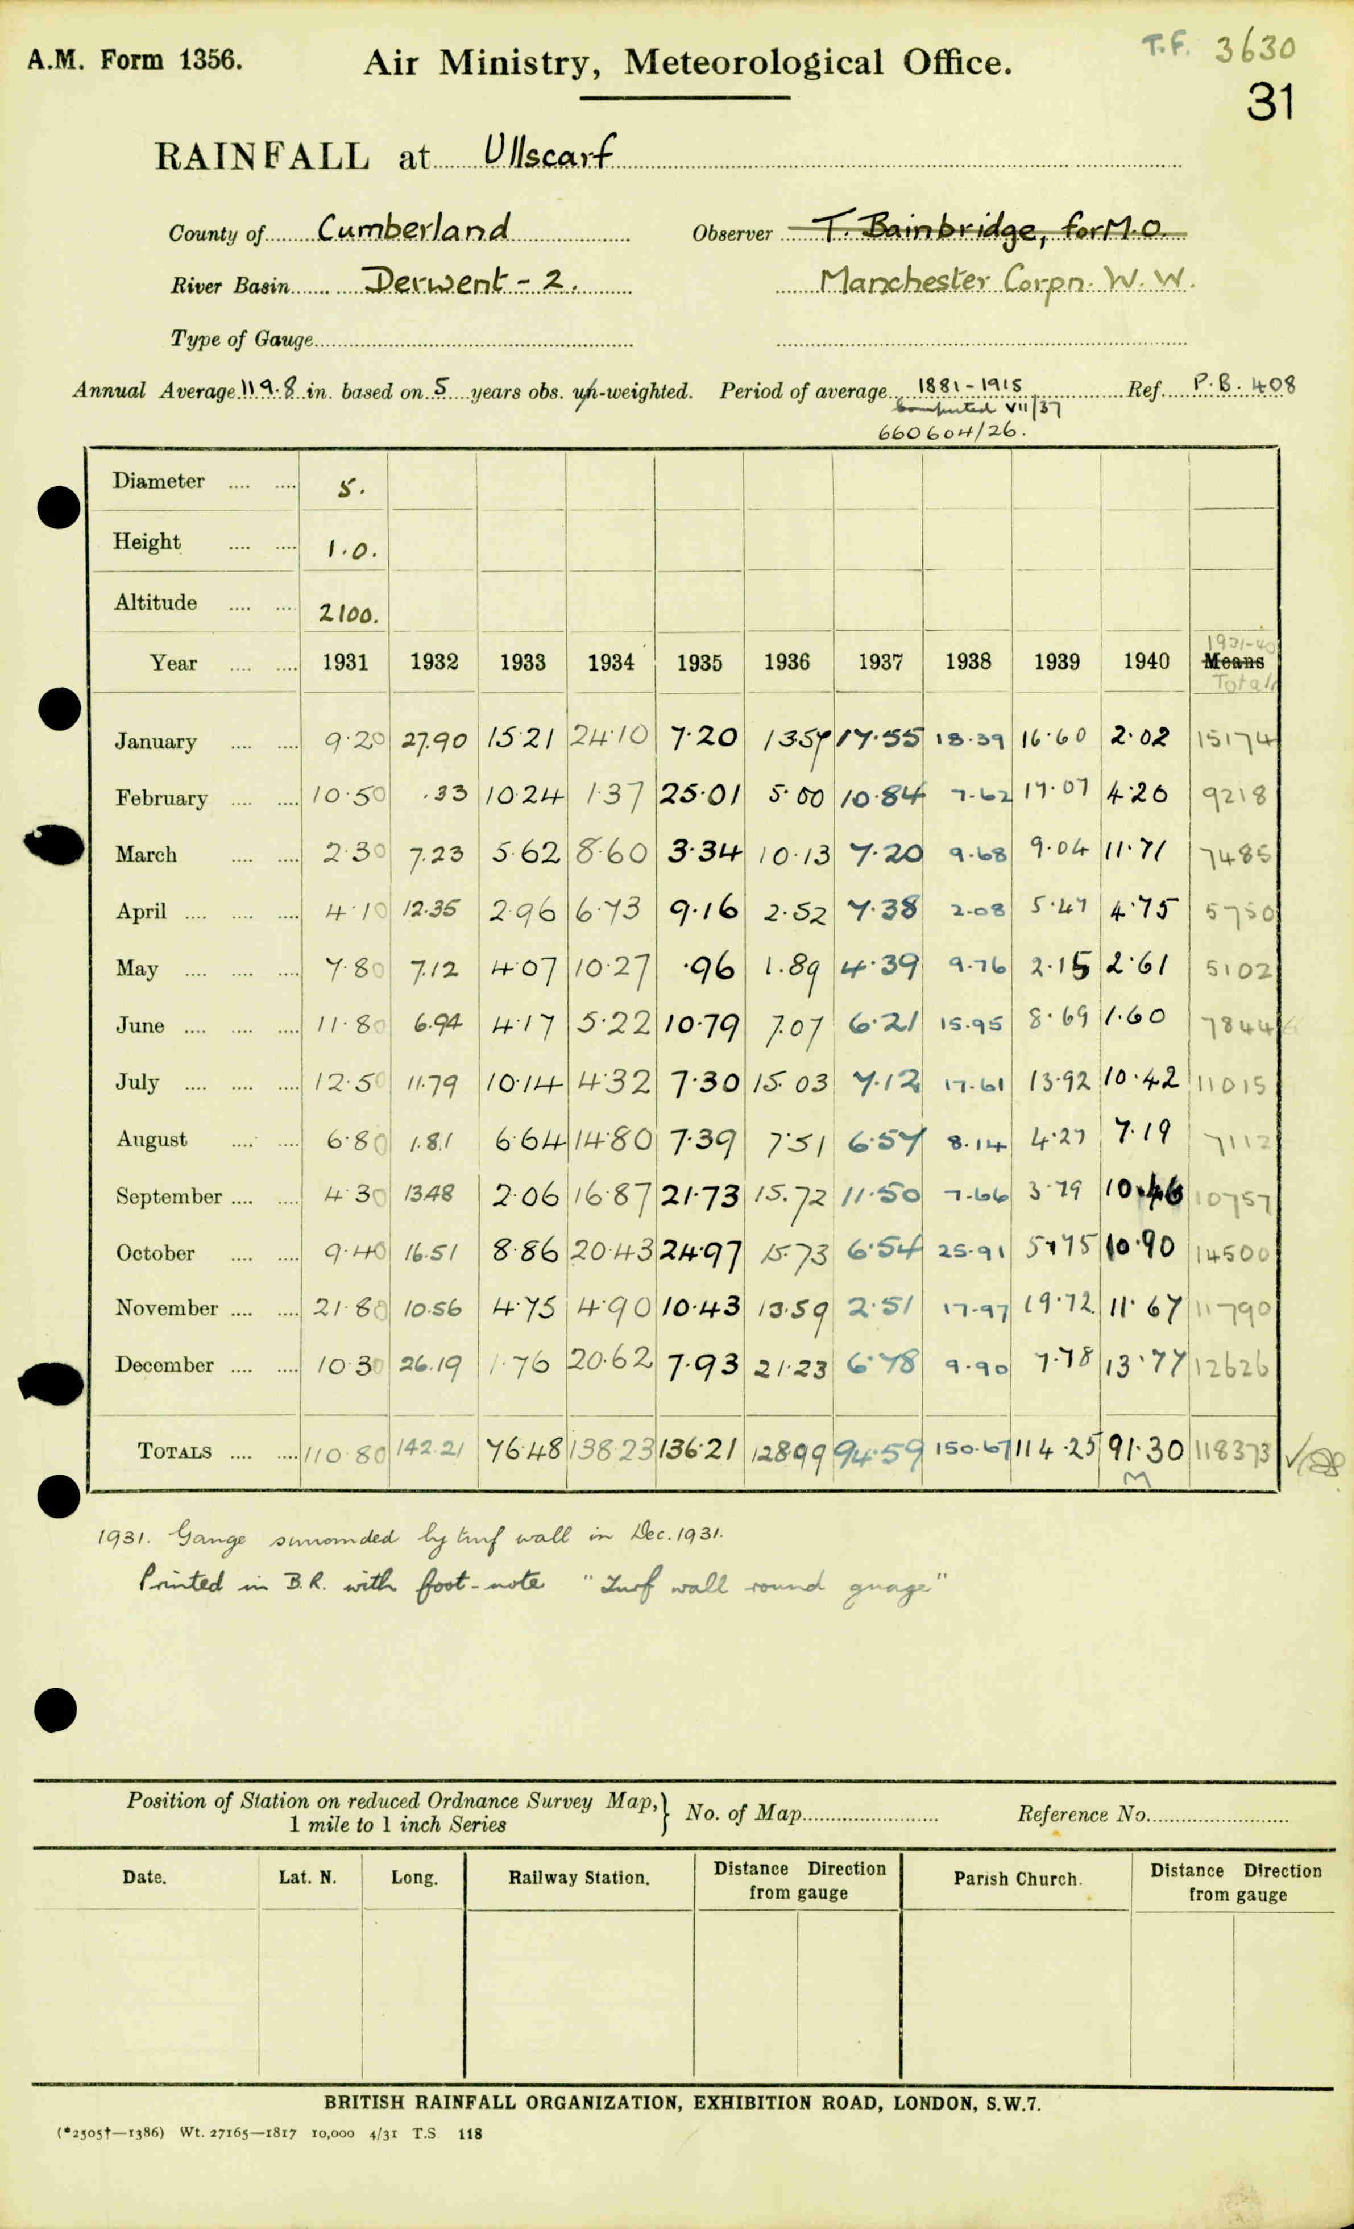 A.M. Form 1356.
Air Ministry, Meteorological Office.
T.F. 3630
31
RAINFALL at Ullscarf
County of Cumberland Observer T. Bainbridge, for M.O.
River Basin Derwent - 2. Manchester Corpn. W. W.
Type of Gauge
Annual Average 119.8 in. based on 5 years obs. un-weighted. Period of average 1881-1915 Ref. P.B. 408
Computed VII/37
660604/26.
Diameter 5.
Height 1.0.
Altitude 2100.
1931-40
Year 1931 1932 1933 1934 1935 1936 1937 1938 1939 1940 Means
Totals
January 9.20 27.90 15.21 24.10 7.20 13.57 17.55 18.39 16.60 2.02 15174
February 10.50 .33 10.24 1.37 25.01 5.00 10.84 7.62 17.07 4.20 9218
March 2.30 7.23 5.62 8.60 3.34 10.13 7.20 9.68 9.04 11.71 7485
April 4.10 12.35 2.96 6.73 9.16 2.52 7.38 2.08 5.47 4.75 5750
May 7.80 7.12 4.07 10.27 .96 1.89 4.39 9.76 2.15 2.61 5102
June 11.80 6.94 4.17 5.22 10.79 7.07 6.21 15.95 8.69 1.60 7844
July 12.50 11.79 10.14 4.32 7.30 15.03 7.12 17.61 13.92 10.42 11015
August 6.80 1.81 6.64 14.80 7.39 7.51 6.57 8.14 4.27 7.19 7112
September 4.30 13.48 2.06 16.87 21.73 15.72 11.50 7.66 3.79 10.46 10757
October 9.40 16.51 8.86 20.43 24.97 15.73 6.54 25.91 5.75 10.90 14500
November 21.80 10.56 4.75 4.90 10.43 13.59 2.51 17.97 19.72 11.67 11790
December 10.30 26.19 1.76 20.62 7.93 21.23 6.78 9.90 7.78 13.77 12626
TOTALS 110.80 142.21 76.48 138.23 136.21 128.99 94.59 150.67 114.25 91.30 118373
M
1931. Gauge surrounded by turf wall in Dec. 1931.
Printed in B.R. with foot-note "Turf wall round guage"
Position of Station on reduced Ordnance Survey Map, No. of Map Reference No.
1 mile to 1 inch Series
Date. Lat. N. Long. Railway Station. Distance Direction from gauge Parish Church. Distance Direction from gauge
BRITISH RAINFALL ORGANIZATION, EXHIBITION ROAD, LONDON, S.W.7.
(*2505†—1386) Wt. 27165—1817 10,000 4/31 T.S 118